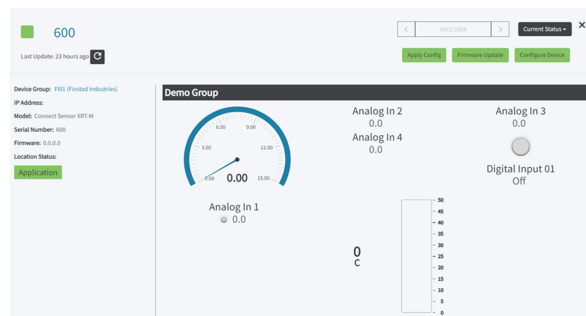 600
04/2/2024
Current Status
Last Update: 23 hours ago
Apply Config
Firmware Update
Configure Device
Device Group: FI01 (Finstad Industries)
IP Address:
Model: Connect Sensor XRT-M
Serial Number: 600
Firmware: 0.0.0.0
Location Status:
Application
Demo Group
6.00 9.00
3.00 12.00
0.00 0.00 15.00
Analog In 1
0.0
Analog In 2
0.0
Analog In 4
0.0
Analog In 3
0.0
Digital Input 01
Off
0
C
50
45
40
35
30
25
20
15
10
5
0